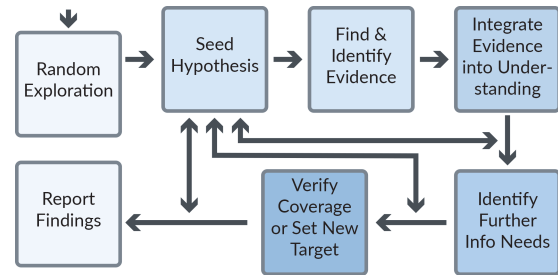 Random
Exploration
Seed
Hypothesis
Find &
Identify
Evidence
Integrate
Evidence
into Under-
standing
Report
Findings
Verify
Coverage
or Set New
Target
Identify
Further
Info Needs